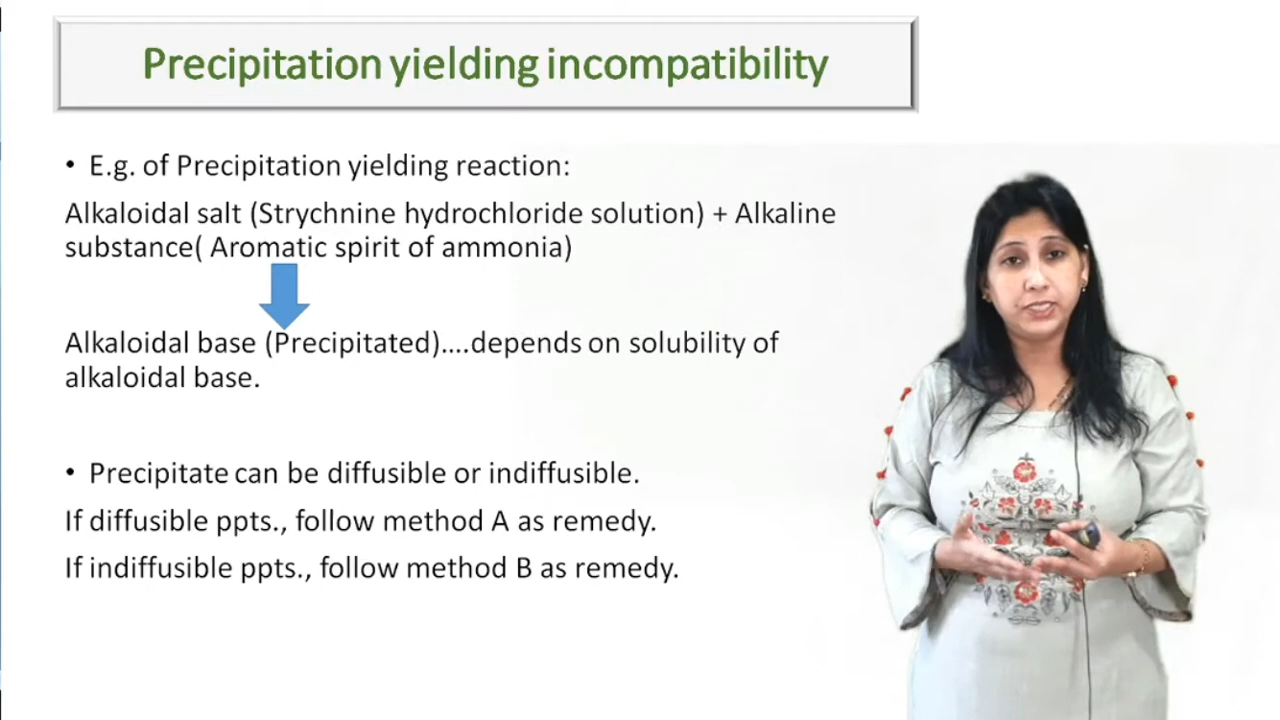 Precipitation yielding incompatibility
• E.g. of Precipitation yielding reaction:
Alkaloidal salt (Strychnine hydrochloride solution) + Alkaline
substance( Aromatic spirit of ammonia)
Alkaloidal base (Precipitated)....depends on solubility of
alkaloidal base.
• Precipitate can be diffusible or indiffusible.
If diffusible ppts., follow method A as remedy.
If indiffusible ppts., follow method B as remedy.